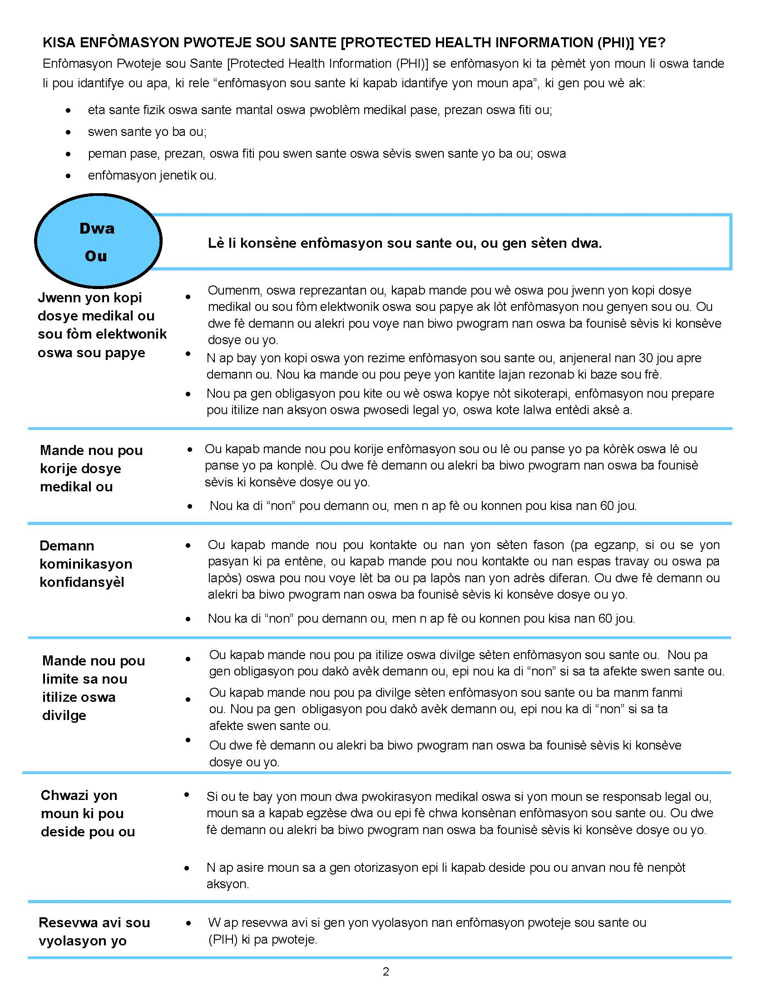 KISA ENFÒMASYON PWOTEJE SOU SANTE [PROTECTED HEALTH INFORMATION (PHI)] YE?
Enfòmasyon Pwoteje sou Sante [Protected Health Information (PHI)] se enfòmasyon ki ta pèmèt yon moun li oswa tande
li pou idantifye ou apa, ki rele “enfòmasyon sou sante ki kapab idantifye yon moun apa”, ki gen pou wè ak:
• eta sante fizik oswa sante mantal oswa pwoblèm medikal pase, prezan oswa fiti ou;
• swen sante yo ba ou;
• peman pase, prezan, oswa fiti pou swen sante oswa sèvis swen sante yo ba ou; oswa
• enfòmasyon jenetik ou.
Dwa
Ou
Lè li konsène enfòmasyon sou sante ou, ou gen sèten dwa.
Jwenn yon kopi
dosye medikal ou
sou fòm elektwonik
oswa sou papye
• Oumenm, oswa reprezantan ou, kapab mande pou wè oswa pou jwenn yon kopi dosye
medikal ou sou fòm elektwonik oswa sou papye ak lòt enfòmasyon nou genyen sou ou. Ou
dwe fè demann ou alekri pou voye nan biwo pwogram nan oswa ba founisè sèvis ki konsève
dosye ou yo.
• N ap bay yon kopi oswa yon rezime enfòmasyon sou sante ou, anjeneral nan 30 jou apre
demann ou. Nou ka mande ou pou peye yon kantite lajan rezonab ki baze sou frè.
• Nou pa gen obligasyon pou kite ou wè oswa kopye nòt sikoterapi, enfòmasyon nou prepare
pou itilize nan aksyon oswa pwosedi legal yo, oswa kote lalwa entèdi aksè a.
Mande nou pou
korije dosye
medikal ou
• Ou kapab mande nou pou korije enfòmasyon sou ou lè ou panse yo pa kòrèk oswa lè ou
panse yo pa konplè. Ou dwe fè demann ou alekri ba biwo pwogram nan oswa ba founisè
sèvis ki konsève dosye ou yo.
• Nou ka di “non” pou demann ou, men n ap fè ou konnen pou kisa nan 60 jou.
Demann
kominikasyon
konfidansyèl
• Ou kapab mande nou pou kontakte ou nan yon sèten fason (pa egzanp, si ou se yon
pasyan ki pa entène, ou kapab mande pou nou kontakte ou nan espas travay ou oswa pa
lapòs) oswa pou nou voye lèt ba ou pa lapòs nan yon adrès diferan. Ou dwe fè demann ou
alekri ba biwo pwogram nan oswa ba founisè sèvis ki konsève dosye ou yo.
• Nou ka di “non” pou demann ou, men n ap fè ou konnen pou kisa nan 60 jou.
Mande nou pou
limite sa nou
itilize oswa
divilge
• Ou kapab mande nou pou pa itilize oswa divilge sèten enfòmasyon sou sante ou. Nou pa
gen obligasyon pou dakò avèk demann ou, epi nou ka di “non” si sa ta afekte swen sante ou.
• Ou kapab mande nou pou pa divilge sèten enfòmasyon sou sante ou ba manm fanmi
ou. Nou pa gen obligasyon pou dakò avèk demann ou, epi nou ka di “non” si sa ta
afekte swen sante ou.
• Ou dwe fè demann ou alekri ba biwo pwogram nan oswa ba founisè sèvis ki konsève
dosye ou yo.
Chwazi yon
moun ki pou
deside pou ou
• Si ou te bay yon moun dwa pwokirasyon medikal oswa si yon moun se responsab legal ou,
moun sa a kapab egzèse dwa ou epi fè chwa konsènan enfòmasyon sou sante ou. Ou dwe
fè demann ou alekri ba biwo pwogram nan oswa ba founisè sèvis ki konsève dosye ou yo.
• N ap asire moun sa a gen otorizasyon epi li kapab deside pou ou anvan nou fè nenpòt
aksyon.
Resevwa avi sou
vyolasyon yo
• W ap resevwa avi si gen yon vyolasyon nan enfòmasyon pwoteje sou sante ou
(PIH) ki pa pwoteje.
2